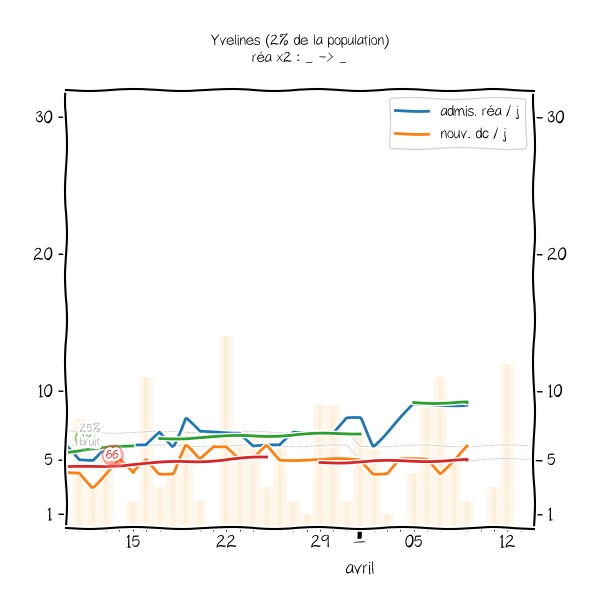 Yvelines (2% de la population)
réa x2 : _ -> _
admis. réa / j
nouv. dc / j
30
30
20
20
10
10
25%
bruit
66
5
5
1
1
15
22
29
05
12
avril